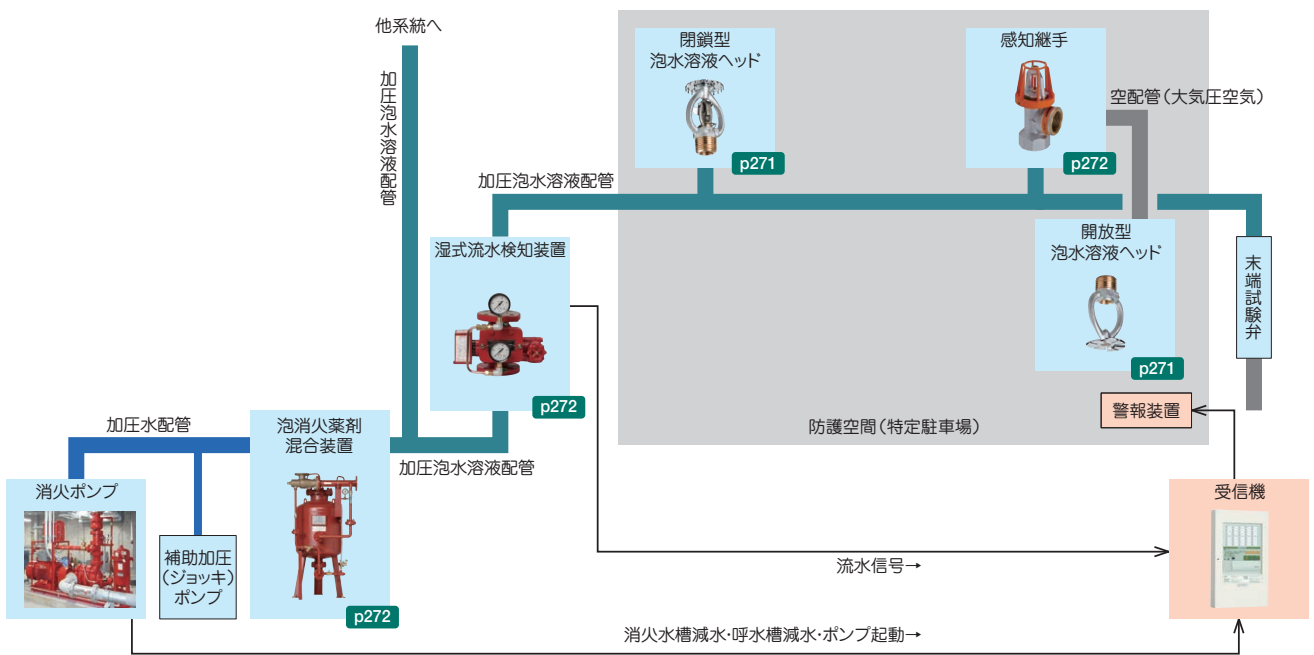 他系統へ
加圧泡水溶液配管
閉鎖型
泡水溶液ヘッド
p271
感知継手
p272
空配管（大気圧空気）
加圧泡水溶液配管
湿式流水検知装置
p272
開放型
泡水溶液ヘッド
p271
末端試験弁
警報装置
防護空間（特定駐車場）
加圧水配管
泡消火薬剤
混合装置
p272
加圧泡水溶液配管
消火ポンプ
補助加圧
（ジョッキ）
ポンプ
受信機
流水信号→
消火水槽減水・呼水槽減水・ポンプ起動→